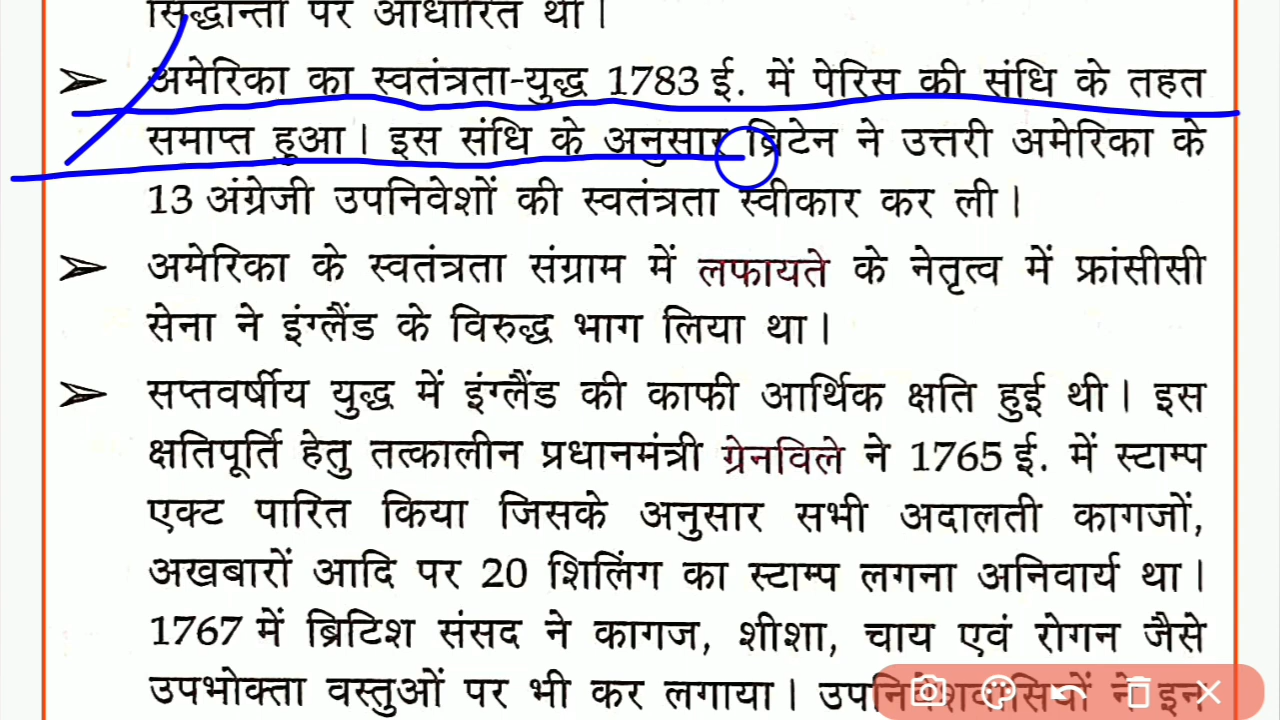 सिद्धान्तों पर आधारित था।
अमेरिका का स्वतंत्रता-युद्ध 1783 ई. में पेरिस की संधि के तहत
समाप्त हुआ। इस संधि के अनुसार ब्रिटेन ने उत्तरी अमेरिका के
13 अंग्रेजी उपनिवेशों की स्वतंत्रता स्वीकार कर ली।
अमेरिका के स्वतंत्रता संग्राम में लफायते के नेतृत्व में फ्रांसीसी
सेना ने इंग्लैंड के विरुद्ध भाग लिया था।
सप्तवर्षीय युद्ध में इंग्लैंड की काफी आर्थिक क्षति हुई थी। इस
क्षतिपूर्ति हेतु तत्कालीन प्रधानमंत्री ग्रेनविले ने 1765 ई. में स्टाम्प
एक्ट पारित किया जिसके अनुसार सभी अदालती कागजों,
अखबारों आदि पर 20 शिलिंग का स्टाम्प लगना अनिवार्य था।
1767 में ब्रिटिश संसद ने कागज, शीशा, चाय एवं रोगन जैसे
उपभोक्ता वस्तुओं पर भी कर लगाया। उपनिवेशवासियों ने इन